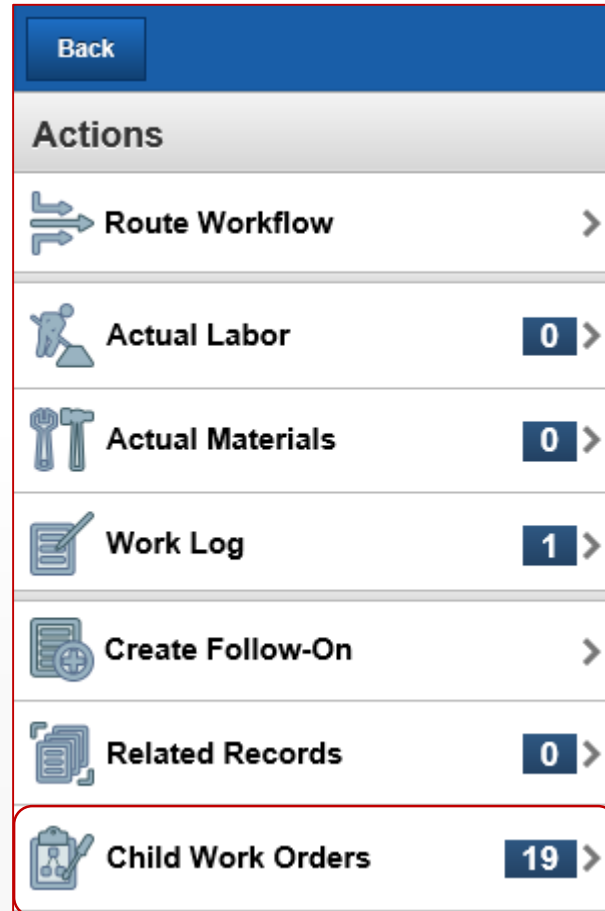 Back
Actions
Route Workflow
Actual Labor 0
Actual Materials 0
Work Log 1
Create Follow-On
Related Records 0
Child Work Orders 19